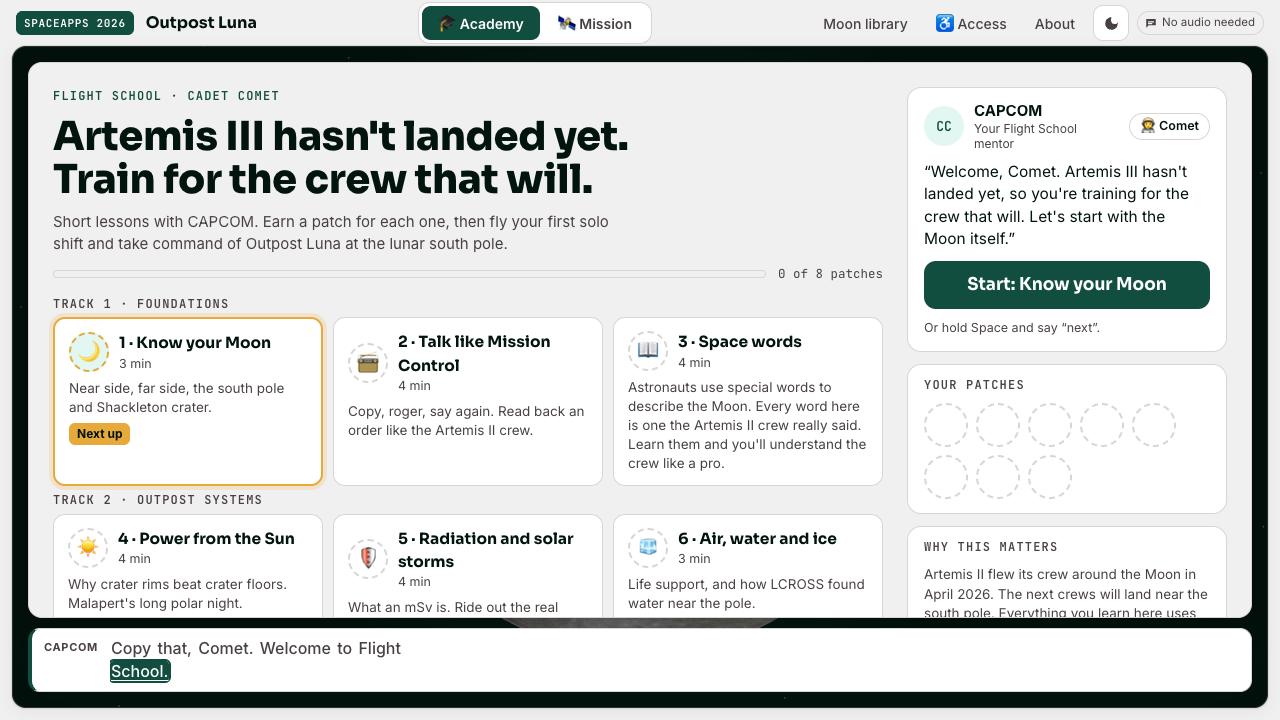 SPACEAPPS 2026
Outpost Luna
Academy
Mission
Moon library
Access
About
No audio needed
FLIGHT SCHOOL · CADET COMET
Artemis III hasn't landed yet.
Train for the crew that will.
Short lessons with CAPCOM. Earn a patch for each one, then fly your first solo
shift and take command of Outpost Luna at the lunar south pole.
0 of 8 patches
TRACK 1 · FOUNDATIONS
1 · Know your Moon
3 min
Near side, far side, the south pole
and Shackleton crater.
Next up
2 · Talk like Mission
Control
4 min
Copy, roger, say again. Read back an
order like the Artemis II crew.
3 · Space words
4 min
Astronauts use special words to
describe the Moon. Every word here
is one the Artemis II crew really said.
Learn them and you'll understand the
crew like a pro.
TRACK 2 · OUTPOST SYSTEMS
4 · Power from the Sun
4 min
Why crater rims beat crater floors.
Malapert's long polar night.
5 · Radiation and solar
storms
4 min
What an mSv is. Ride out the real
6 · Air, water and ice
3 min
Life support, and how LCROSS found
water near the pole.
CC
CAPCOM
Your Flight School
mentor
Comet
“Welcome, Comet. Artemis III hasn't
landed yet, so you're training for the
crew that will. Let's start with the
Moon itself.”
Start: Know your Moon
Or hold Space and say “next”.
YOUR PATCHES
WHY THIS MATTERS
Artemis II flew its crew around the Moon in
April 2026. The next crews will land near the
south pole. Everything you learn here uses
CAPCOM
Copy that, Comet. Welcome to Flight
School.